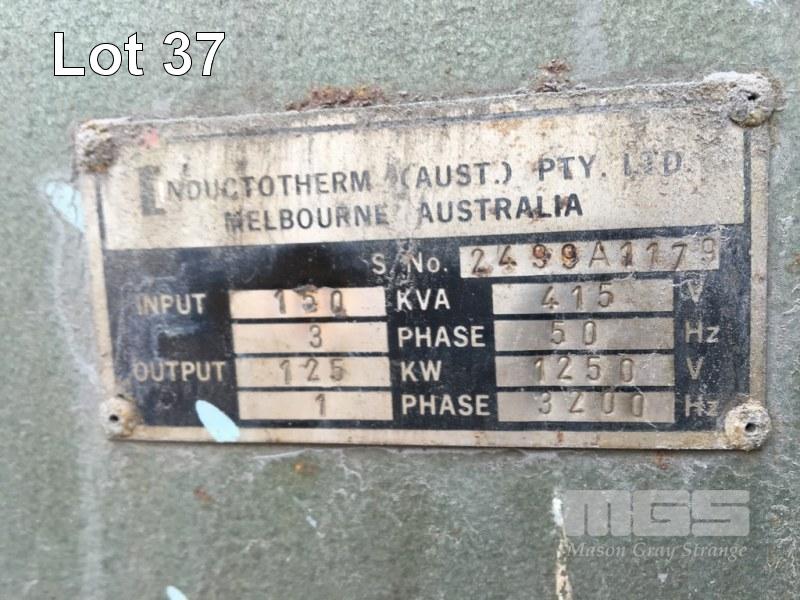 Lot 37
INDUCTOTHERM (AUST.) PTY. LTD.
MELBOURNE AUSTRALIA
S. No. 2499A1179
INPUT 150 KVA 415 V
3 PHASE 50 Hz
OUTPUT 125 KW 1250 V
1 PHASE 3200 Hz
MGS
Mason Gray Strange